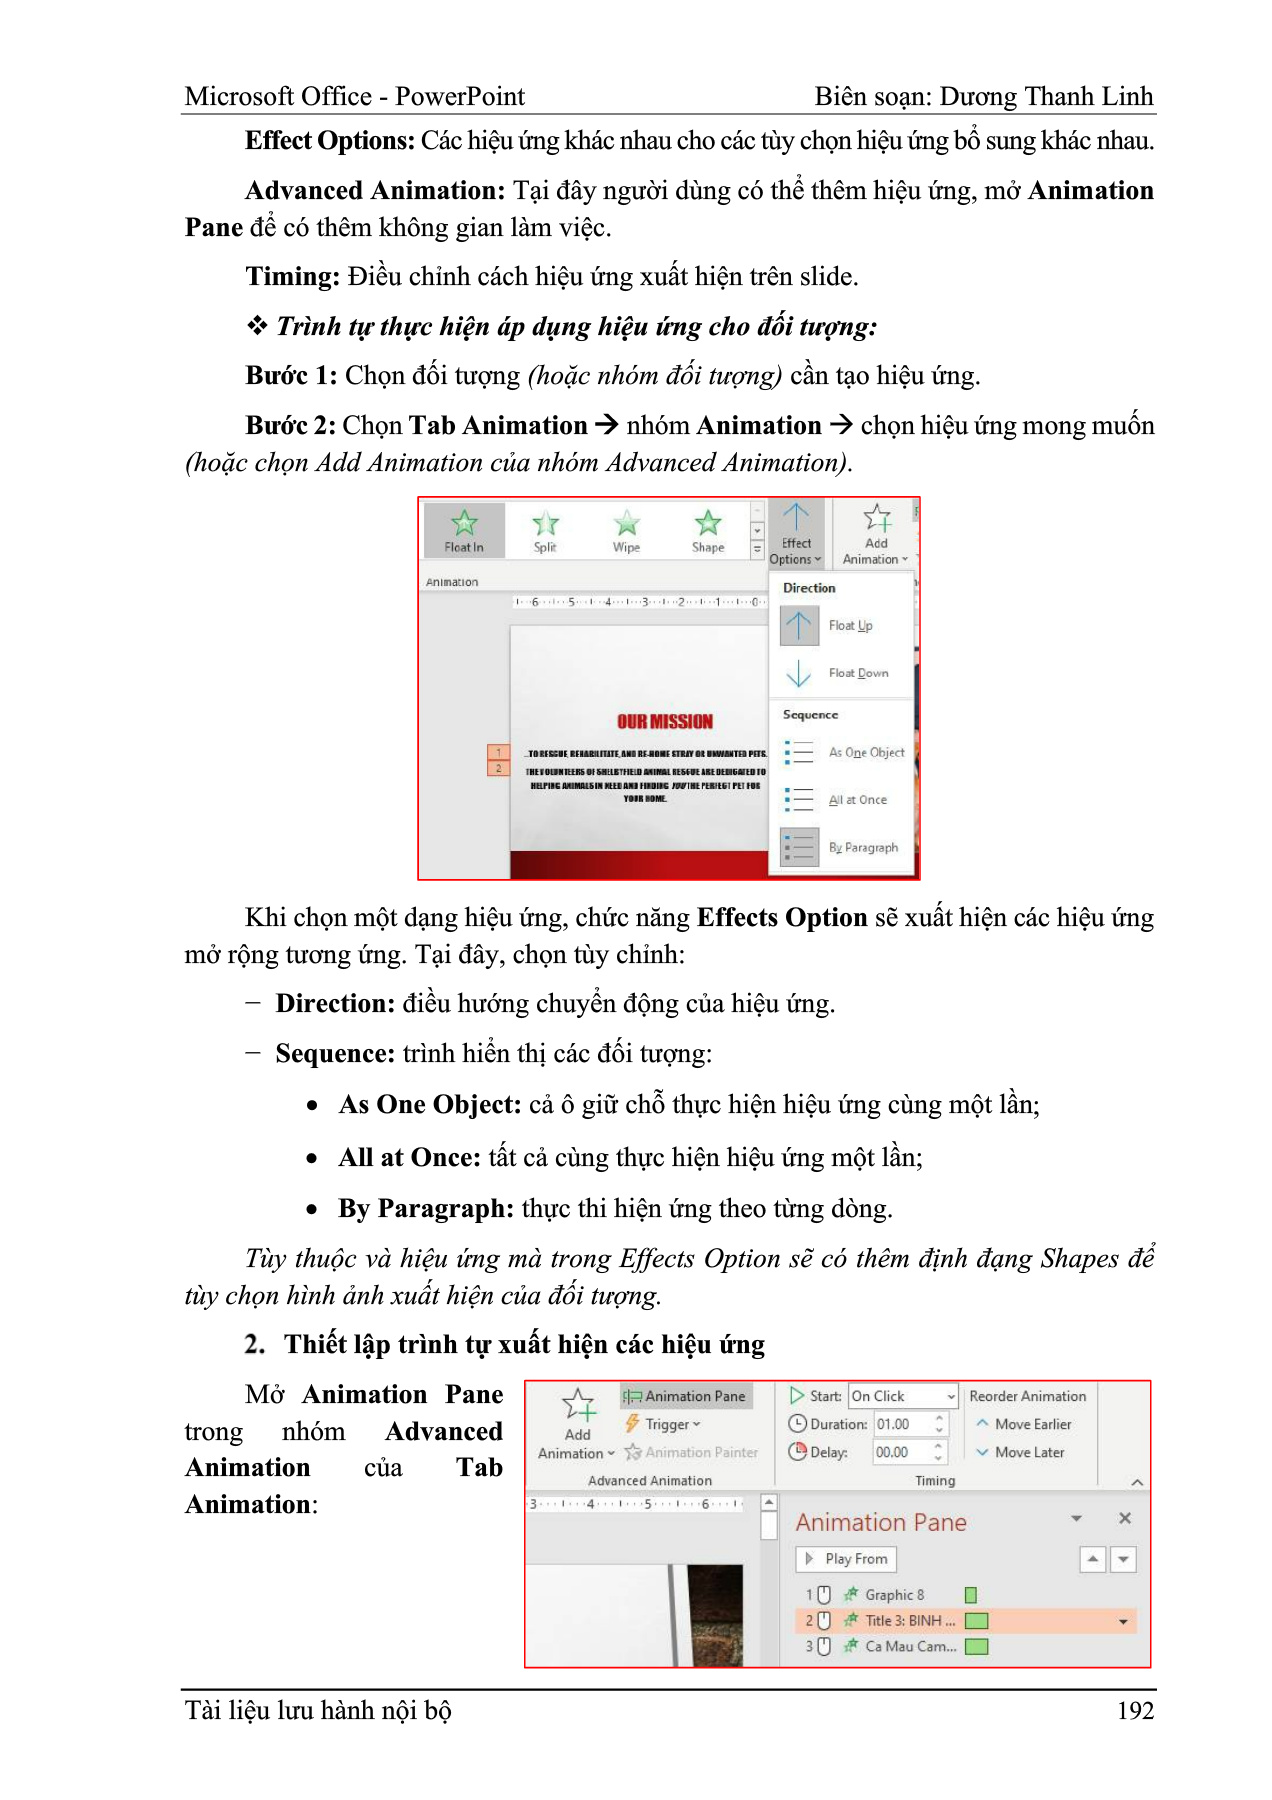 Microsoft Office - PowerPoint Biên soạn: Dương Thanh Linh
Effect Options: Các hiệu ứng khác nhau cho các tùy chọn hiệu ứng bổ sung khác nhau.
Advanced Animation: Tại đây người dùng có thể thêm hiệu ứng, mở Animation
Pane để có thêm không gian làm việc.
Timing: Điều chỉnh cách hiệu ứng xuất hiện trên slide.
❖ Trình tự thực hiện áp dụng hiệu ứng cho đối tượng:
Bước 1: Chọn đối tượng (hoặc nhóm đối tượng) cần tạo hiệu ứng.
Bước 2: Chọn Tab Animation → nhóm Animation → chọn hiệu ứng mong muốn
(hoặc chọn Add Animation của nhóm Advanced Animation).
Float In Split Wipe Shape
Effect
Options
Add
Animation
Animation
6 5 4 3 2 1 0
Direction
Float Up
Float Down
Sequence
As One Object
All at Once
By Paragraph
OUR MISSION
1
2
...TO RESCUE, REHABILITATE, AND RE-HOME STRAY OR UNWANTED PETS.
THE VOLUNTEERS OF SHELBYFIELD ANIMAL RESCUE ARE DEDICATED TO
HELPING ANIMALS IN NEED AND FINDING YOU THE PERFECT PET FOR
YOUR HOME.
Khi chọn một dạng hiệu ứng, chức năng Effects Option sẽ xuất hiện các hiệu ứng
mở rộng tương ứng. Tại đây, chọn tùy chỉnh:
− Direction: điều hướng chuyển động của hiệu ứng.
− Sequence: trình hiển thị các đối tượng:
• As One Object: cả ô giữ chỗ thực hiện hiệu ứng cùng một lần;
• All at Once: tất cả cùng thực hiện hiệu ứng một lần;
• By Paragraph: thực thi hiện ứng theo từng dòng.
Tùy thuộc và hiệu ứng mà trong Effects Option sẽ có thêm định đạng Shapes để
tùy chọn hình ảnh xuất hiện của đối tượng.
2. Thiết lập trình tự xuất hiện các hiệu ứng
Mở Animation Pane
trong nhóm Advanced
Animation của Tab
Animation:
Add
Animation
Animation Pane
Trigger
Animation Painter
Advanced Animation
Start: On Click
Duration: 01.00
Delay: 00.00
Reorder Animation
Move Earlier
Move Later
Timing
3 4 5 6
Animation Pane
Play From
1 Graphic 8
2 Title 3: BINH ...
3 Ca Mau Cam...
Tài liệu lưu hành nội bộ 192